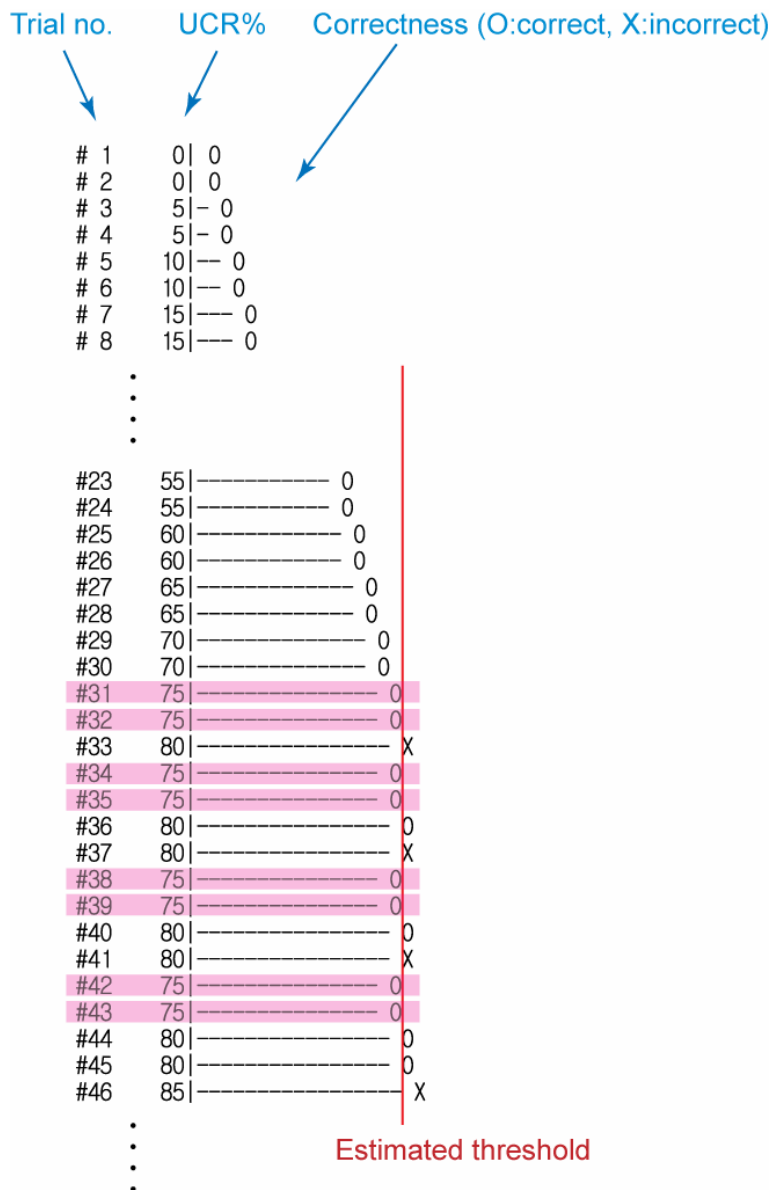 Trial no. UCR% Correctness (O:correct, X:incorrect)
# 1 0| 0
# 2 0| 0
# 3 5|- 0
# 4 5|- 0
# 5 10|-- 0
# 6 10|-- 0
# 7 15|--- 0
# 8 15|--- 0
#23 55|----------- 0
#24 55|----------- 0
#25 60|------------ 0
#26 60|------------ 0
#27 65|------------- 0
#28 65|------------- 0
#29 70|-------------- 0
#30 70|-------------- 0
#31 75|--------------- 0
#32 75|--------------- 0
#33 80|---------------- X
#34 75|--------------- 0
#35 75|--------------- 0
#36 80|---------------- 0
#37 80|---------------- X
#38 75|--------------- 0
#39 75|--------------- 0
#40 80|---------------- 0
#41 80|---------------- X
#42 75|--------------- 0
#43 75|--------------- 0
#44 80|---------------- 0
#45 80|---------------- 0
#46 85|----------------- X
Estimated threshold